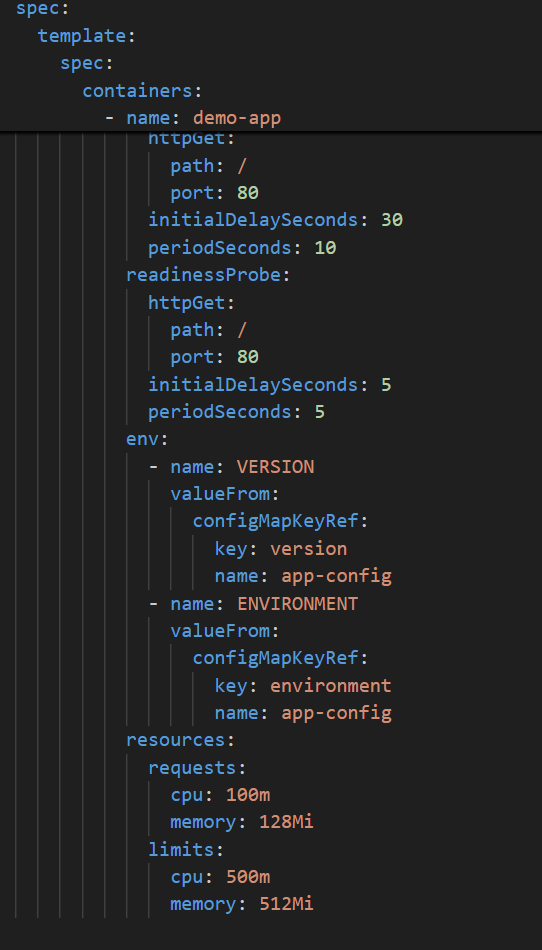 spec:
  template:
    spec:
      containers:
        - name: demo-app
            httpGet:
              path: /
              port: 80
            initialDelaySeconds: 30
            periodSeconds: 10
          readinessProbe:
            httpGet:
              path: /
              port: 80
            initialDelaySeconds: 5
            periodSeconds: 5
          env:
            - name: VERSION
              valueFrom:
                configMapKeyRef:
                  key: version
                  name: app-config
            - name: ENVIRONMENT
              valueFrom:
                configMapKeyRef:
                  key: environment
                  name: app-config
          resources:
            requests:
              cpu: 100m
              memory: 128Mi
            limits:
              cpu: 500m
              memory: 512Mi